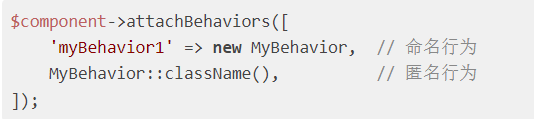 $component->attachBehaviors([
    'myBehavior1' => new MyBehavior,  // 命名行为
    MyBehavior::className(),          // 匿名行为
]);